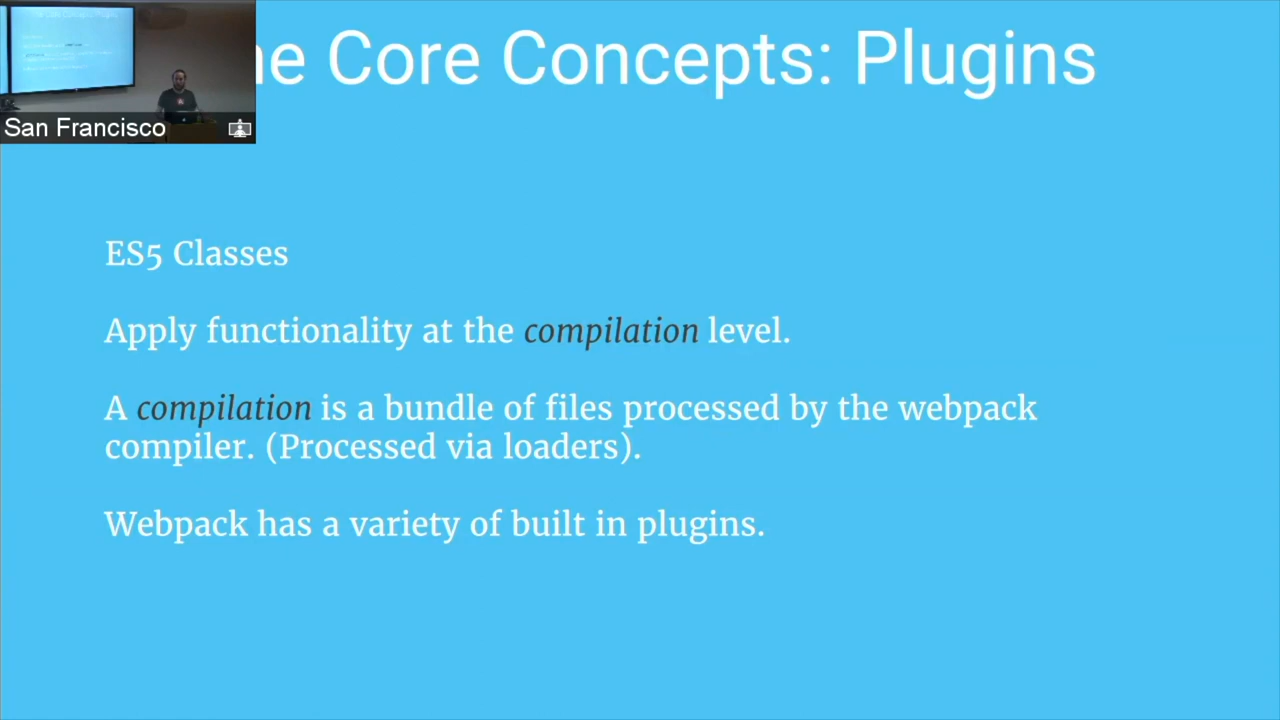 he Core Concepts: Plugins
San Francisco
ES5 Classes
Apply functionality at the compilation level.
A compilation is a bundle of files processed by the webpack
compiler. (Processed via loaders).
Webpack has a variety of built in plugins.